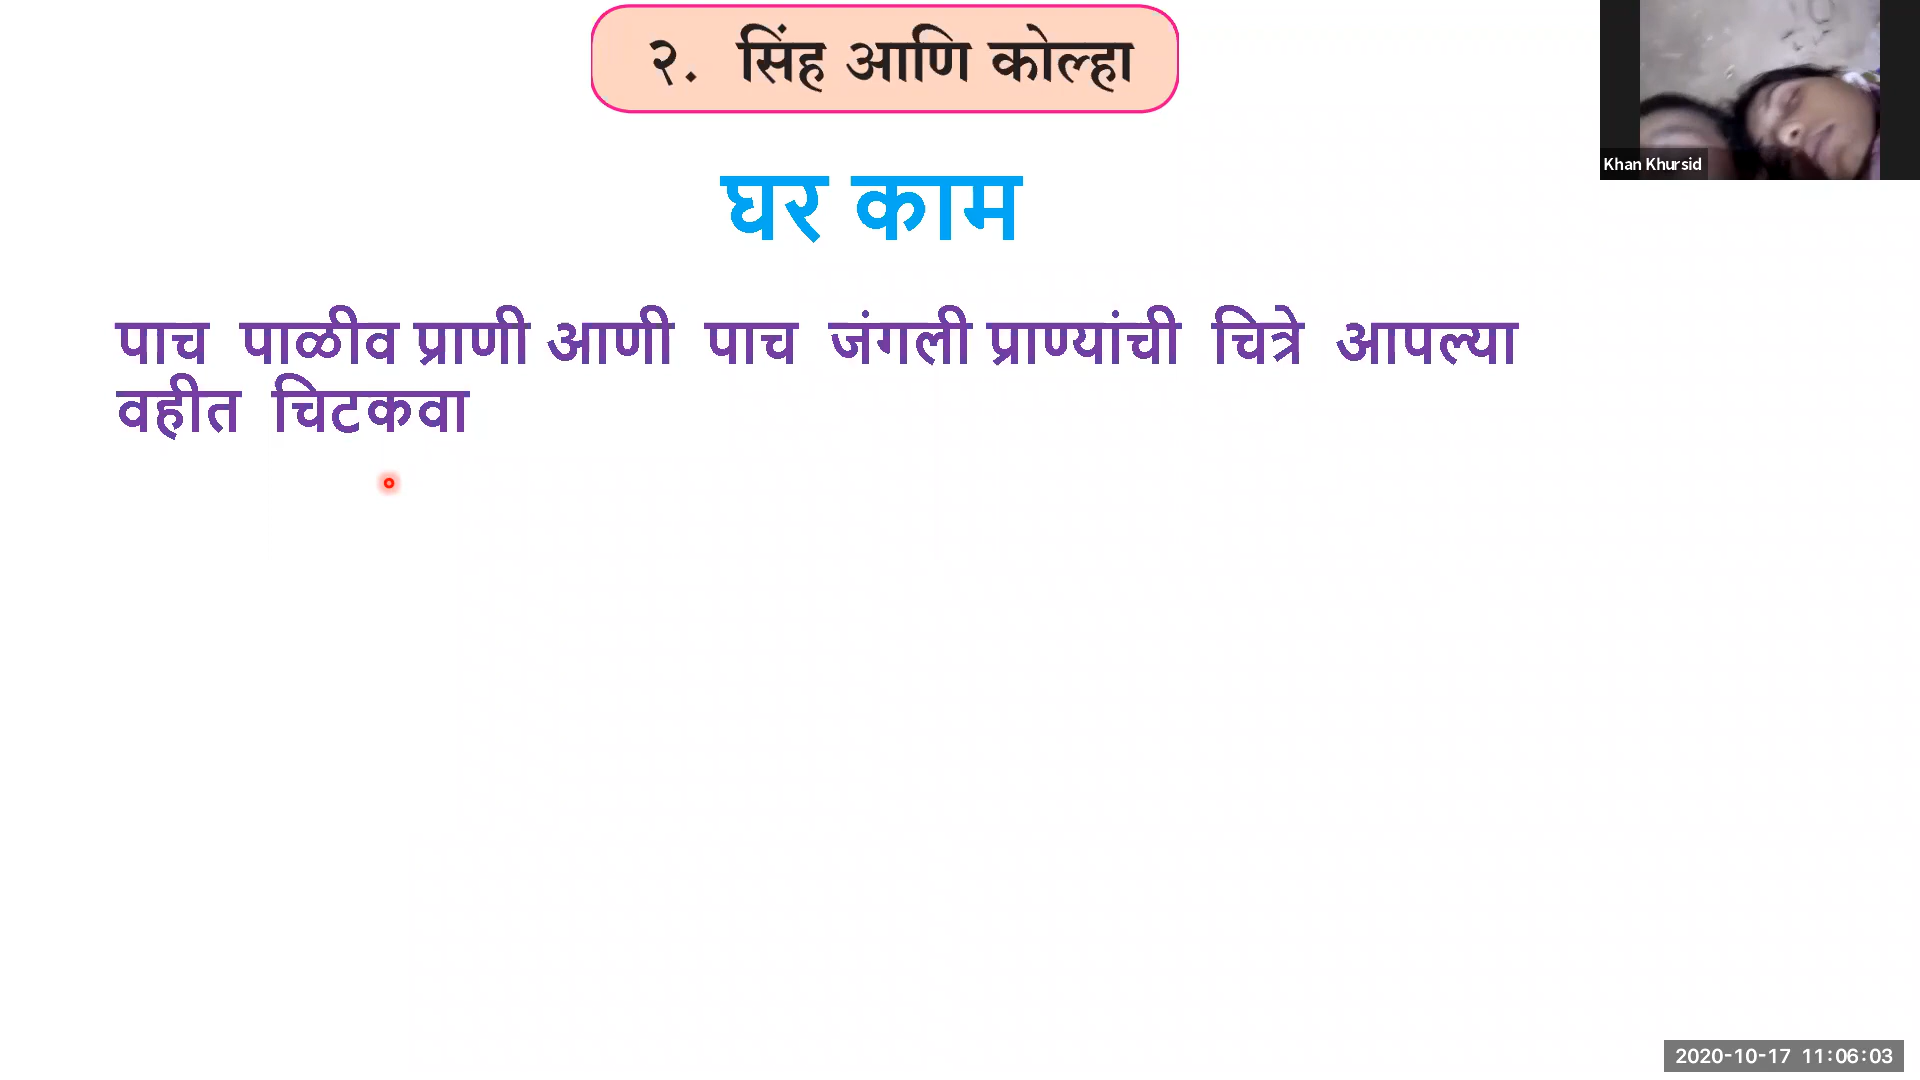 २. सिंह आणि कोल्हा
Khan Khursid
घर काम
पाच पाळीव प्राणी आणी पाच जंगली प्राण्यांची चित्रे आपल्या
वहीत चिटकवा
2020-10-17 11:06:03